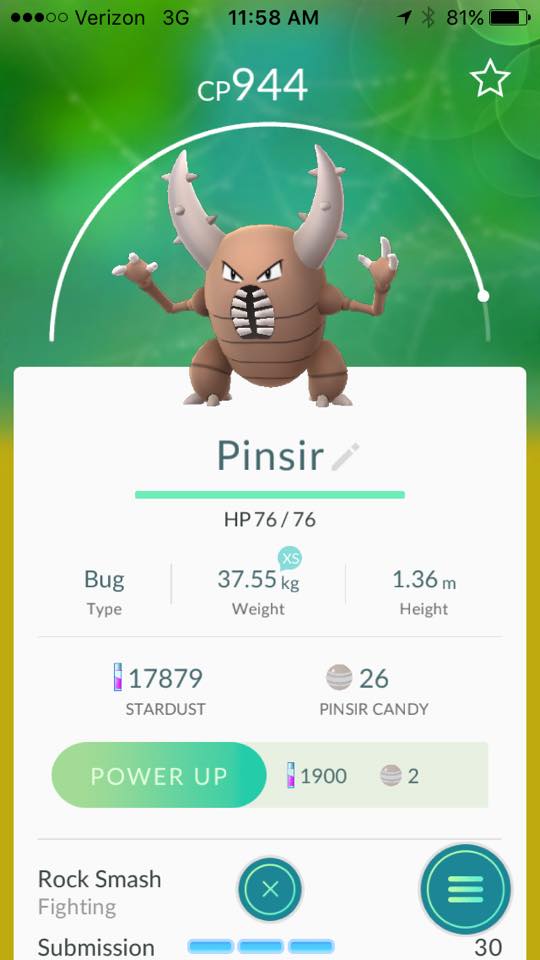 Verizon 3G 11:58 AM 81%
CP944
Pinsir
HP 76 / 76
XS
Bug 37.55 kg 1.36 m
Type Weight Height
17879 26
STARDUST PINSIR CANDY
POWER UP 1900 2
Rock Smash
Fighting
Submission 30